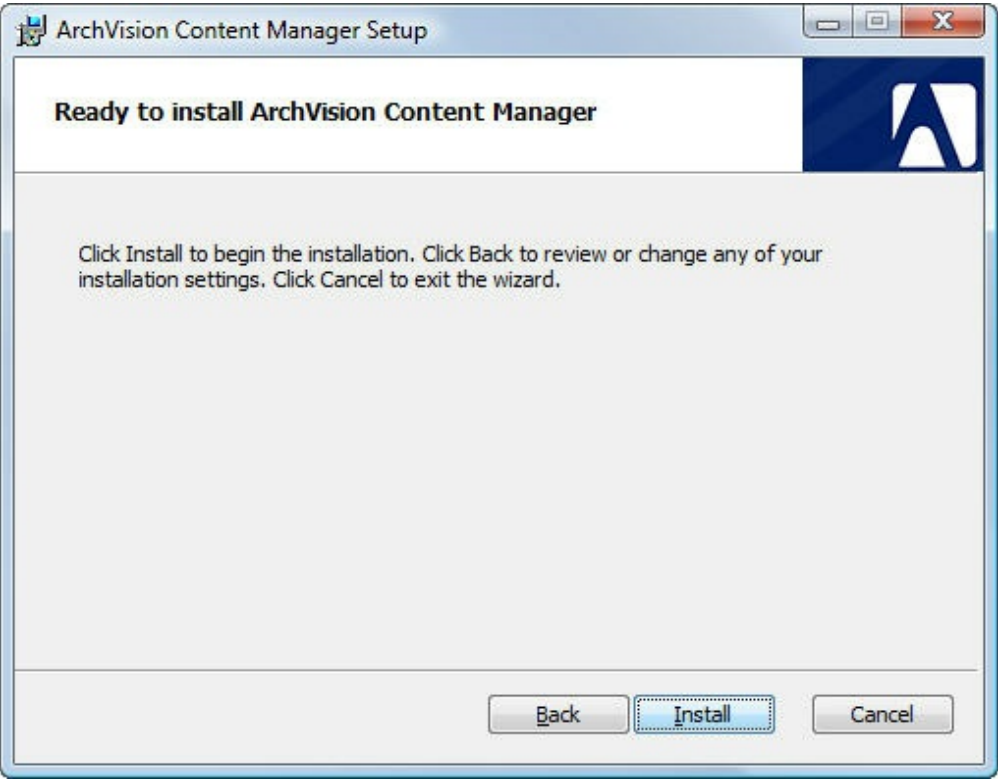 ArchVision Content Manager Setup
Ready to install ArchVision Content Manager
Click Install to begin the installation. Click Back to review or change any of your
installation settings. Click Cancel to exit the wizard.
Back Install Cancel